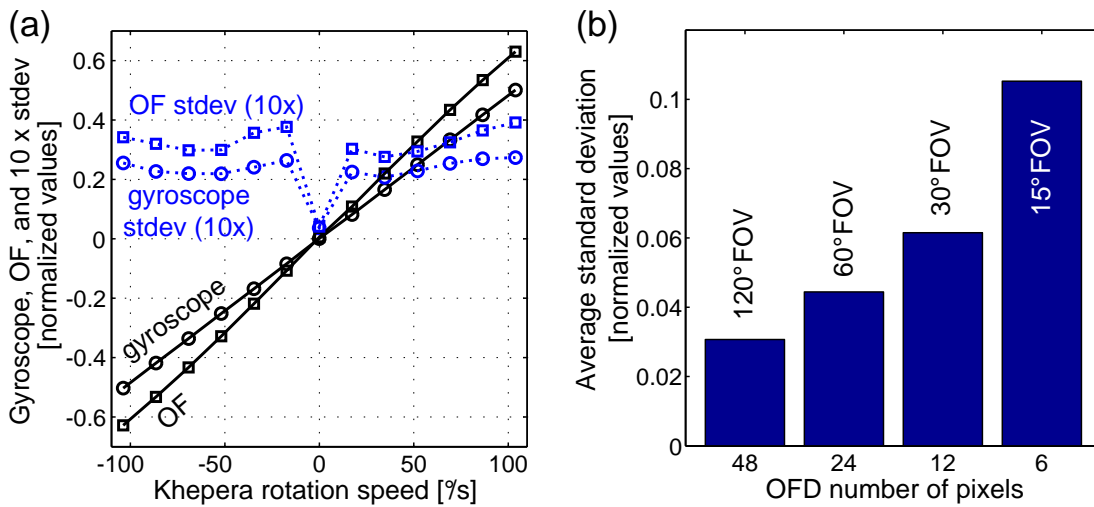 (a)
Gyroscope, OF, and 10 x stdev
[normalized values]
0.6
0.4
0.2
0
-0.2
-0.4
-0.6
OF stdev (10x)
gyroscope
stdev (10x)
gyroscope
OF
-100
-50
0
50
100
Khepera rotation speed [°/s]
(b)
Average standard deviation
[normalized values]
0.1
0.08
0.06
0.04
0.02
0
120° FOV
60° FOV
30° FOV
15° FOV
48
24
12
6
OFD number of pixels